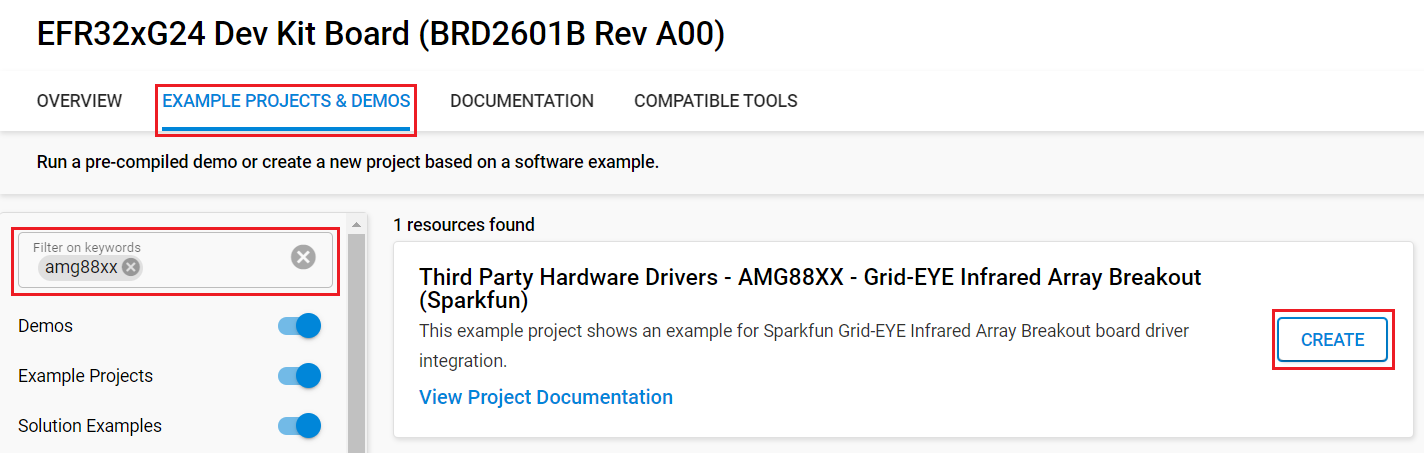 EFR32xG24 Dev Kit Board (BRD2601B Rev A00)
OVERVIEW EXAMPLE PROJECTS & DEMOS DOCUMENTATION COMPATIBLE TOOLS
Run a pre-compiled demo or create a new project based on a software example.
Filter on keywords
amg88xx
Demos
Example Projects
Solution Examples
1 resources found
Third Party Hardware Drivers - AMG88XX - Grid-EYE Infrared Array Breakout
(Sparkfun)
This example project shows an example for Sparkfun Grid-EYE Infrared Array Breakout board driver
integration.
View Project Documentation
CREATE